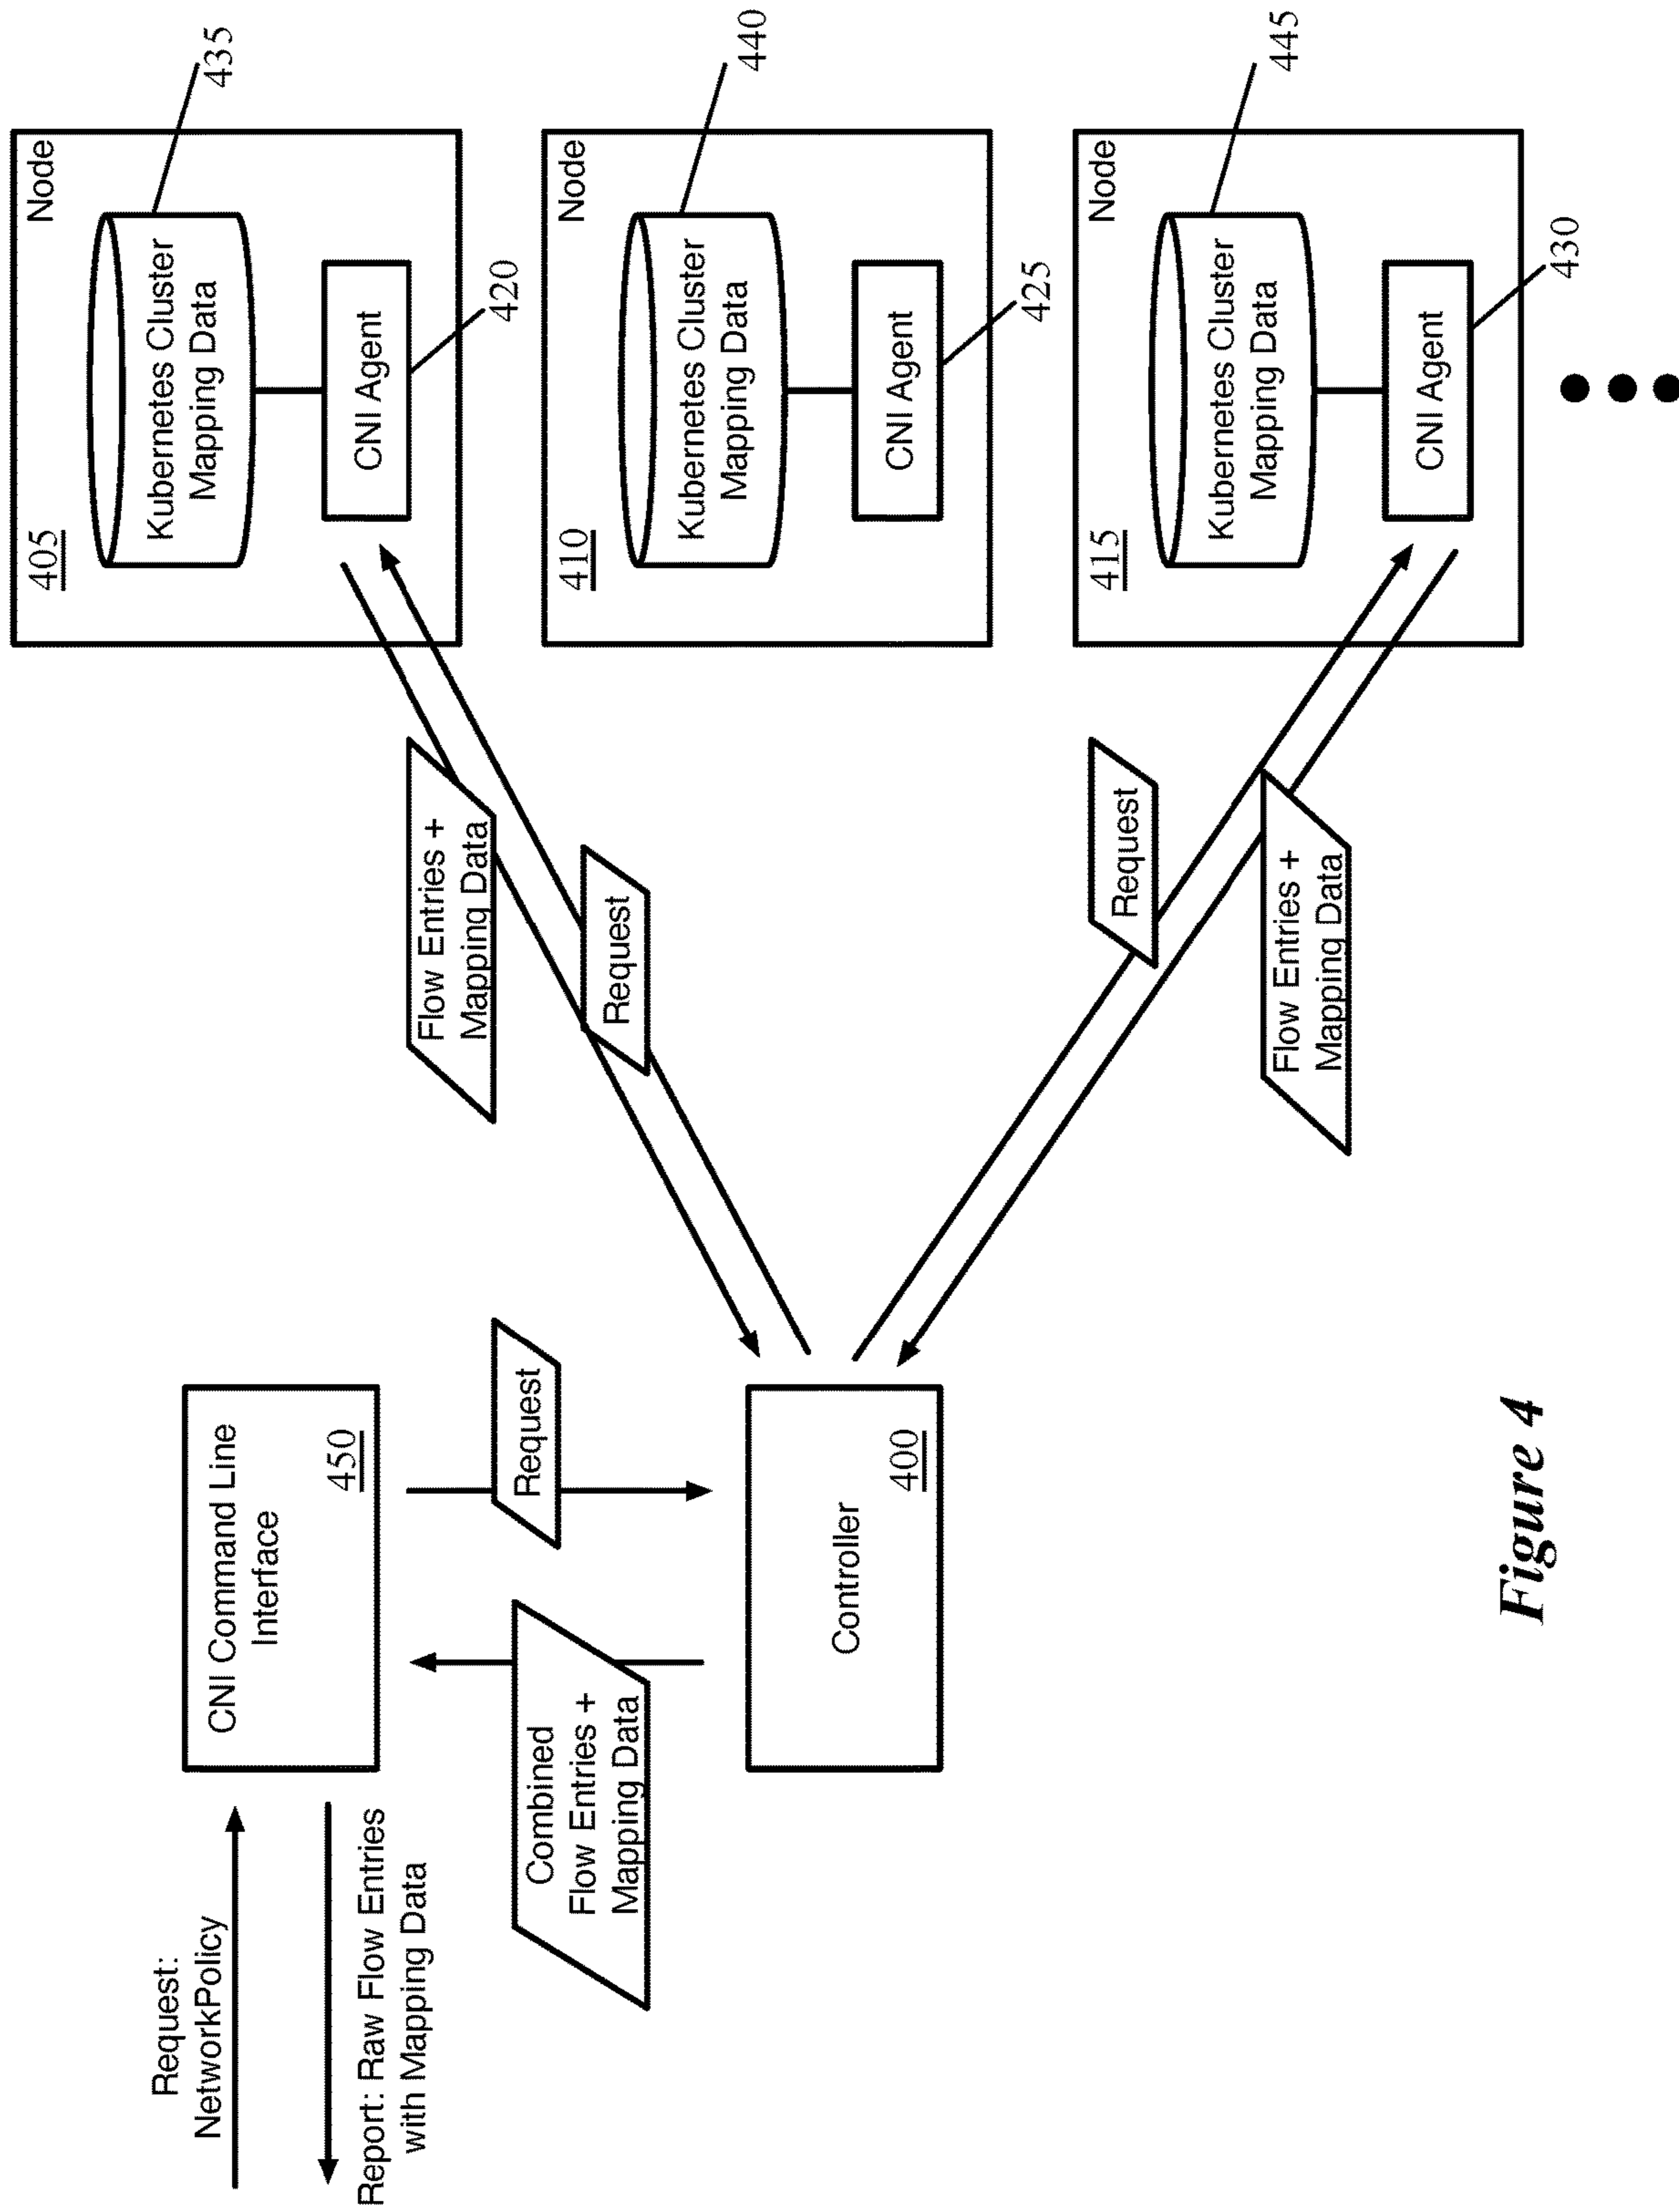 Request:
NetworkPolicy
Report: Raw Flow Entries
with Mapping Data
CNI Command Line
Interface
450
Request
Combined
Flow Entries +
Mapping Data
Controller
400
Flow Entries +
Mapping Data
Request
Request
Flow Entries +
Mapping Data
405
Node
Kubernetes Cluster
Mapping Data
435
CNI Agent
420
410
Node
Kubernetes Cluster
Mapping Data
440
CNI Agent
425
415
Node
Kubernetes Cluster
Mapping Data
445
CNI Agent
430
Figure 4